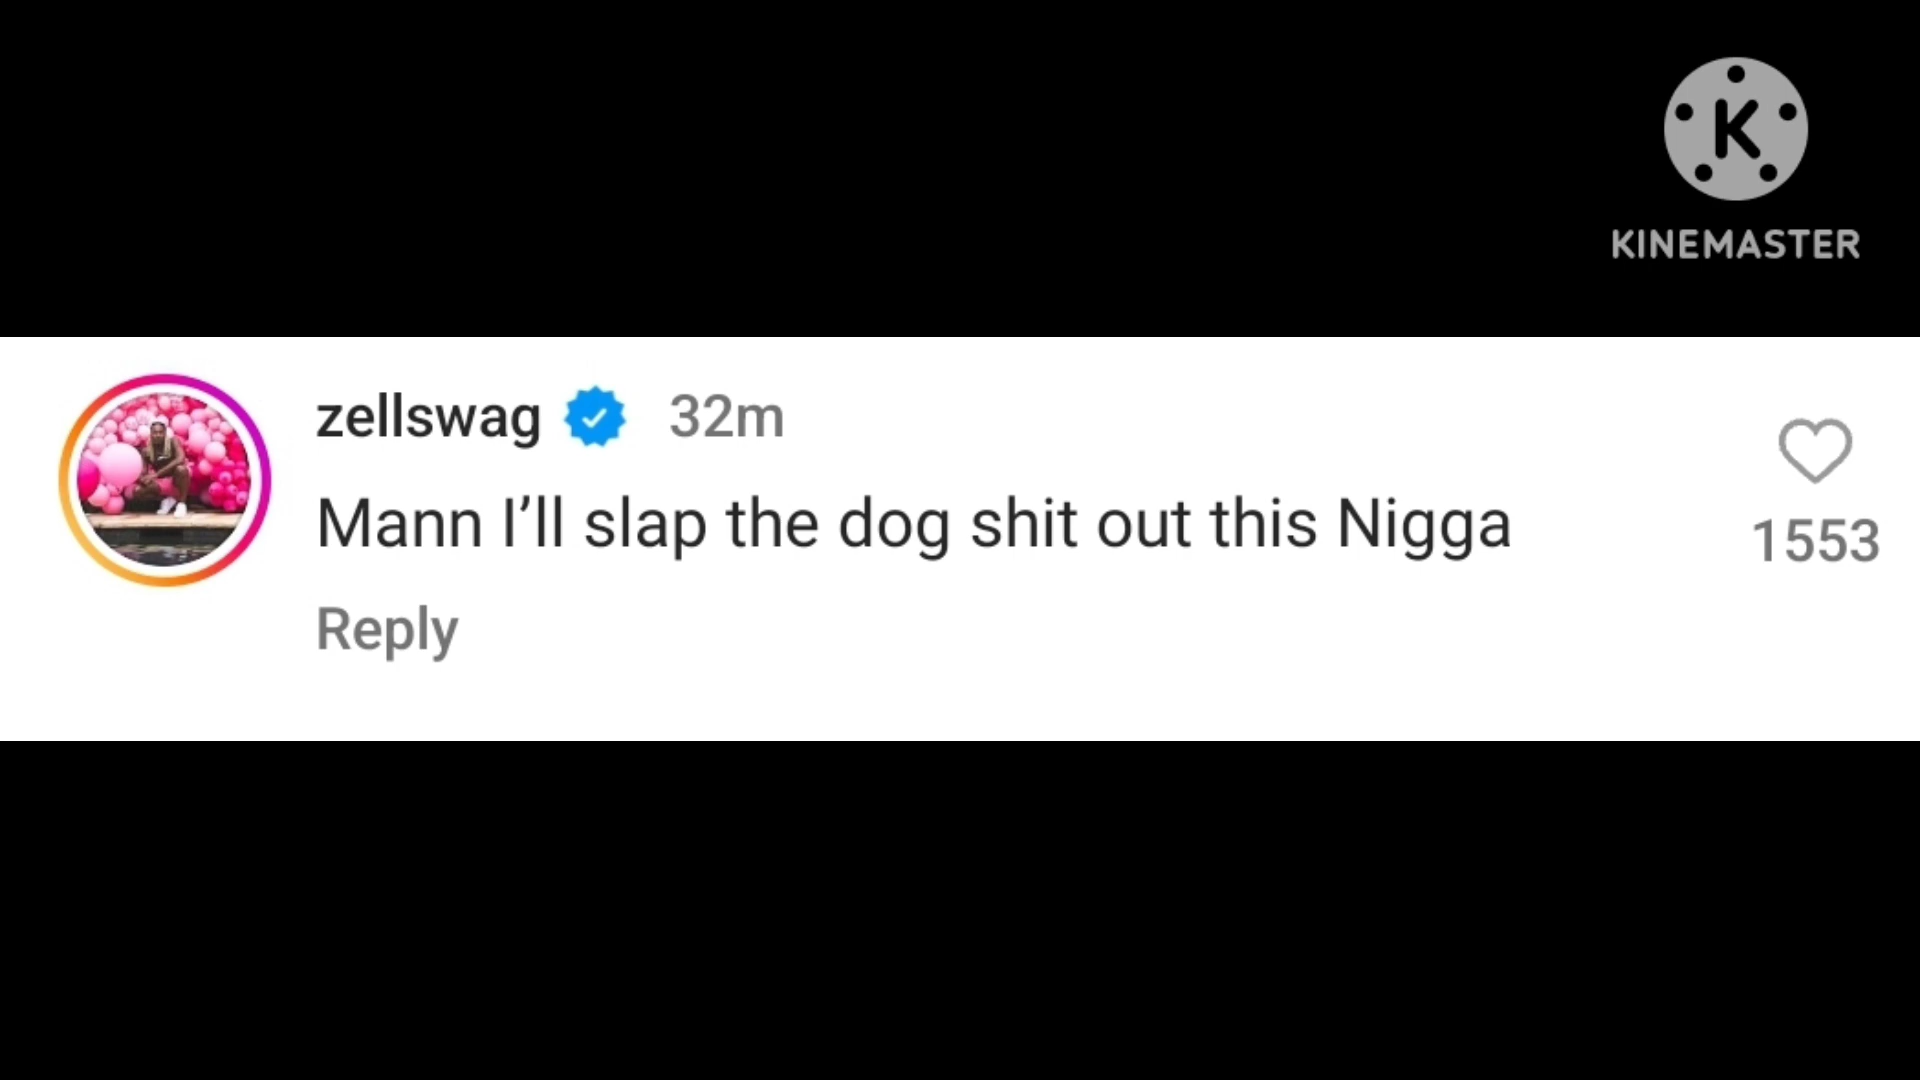 K
KINEMASTER
zellswag 32m
Mann I’ll slap the dog shit out this Nigga
1553
Reply